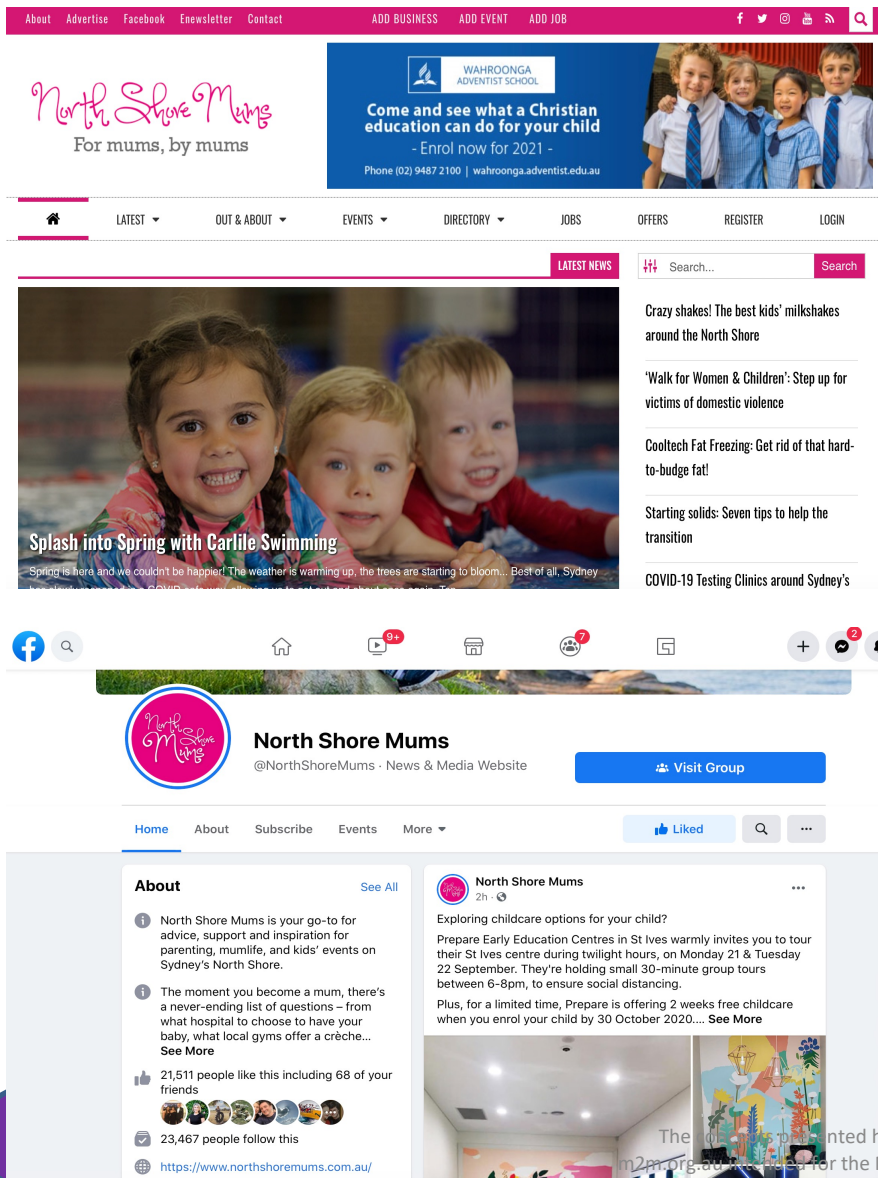 About Advertise Facebook Enewsletter Contact ADD BUSINESS ADD EVENT ADD JOB
North Shore Mums
For mums, by mums
WAHROONGA
ADVENTIST SCHOOL
Come and see what a Christian
education can do for your child
- Enrol now for 2021 -
Phone (02) 9487 2100 | wahroonga.adventist.edu.au
LATEST OUT & ABOUT EVENTS DIRECTORY JOBS OFFERS REGISTER LOGIN
LATEST NEWS
Search... Search
Splash into Spring with Carlile Swimming
Spring is here and we couldn't be happier! The weather is warming up, the trees are starting to bloom... Best of all, Sydney
Crazy shakes! The best kids' milkshakes
around the North Shore
'Walk for Women & Children': Step up for
victims of domestic violence
Cooltech Fat Freezing: Get rid of that hard-
to-budge fat!
Starting solids: Seven tips to help the
transition
COVID-19 Testing Clinics around Sydney's
9+ 7 2
North Shore Mums
North Shore Mums
@NorthShoreMums · News & Media Website
Visit Group
Home About Subscribe Events More Liked
About See All
North Shore Mums is your go-to for
advice, support and inspiration for
parenting, mumlife, and kids' events on
Sydney's North Shore.
The moment you become a mum, there's
a never-ending list of questions – from
what hospital to choose to have your
baby, what local gyms offer a crèche...
See More
21,511 people like this including 68 of your
friends
23,467 people follow this
https://www.northshoremums.com.au/
North Shore Mums
2h ·
Exploring childcare options for your child?
Prepare Early Education Centres in St Ives warmly invites you to tour
their St Ives centre during twilight hours, on Monday 21 & Tuesday
22 September. They're holding small 30-minute group tours
between 6-8pm, to ensure social distancing.
Plus, for a limited time, Prepare is offering 2 weeks free childcare
when you enrol your child by 30 October 2020.... See More
The
m2m.org.au for the